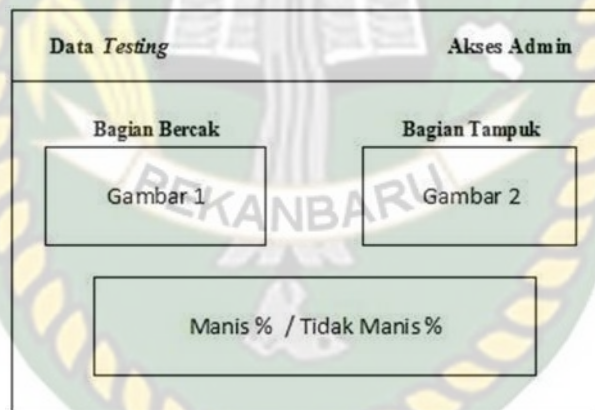 Data Testing Akses Admin
Bagian Bercak Bagian Tampuk
Gambar 1 Gambar 2
PEKANBARU
Manis % / Tidak Manis %